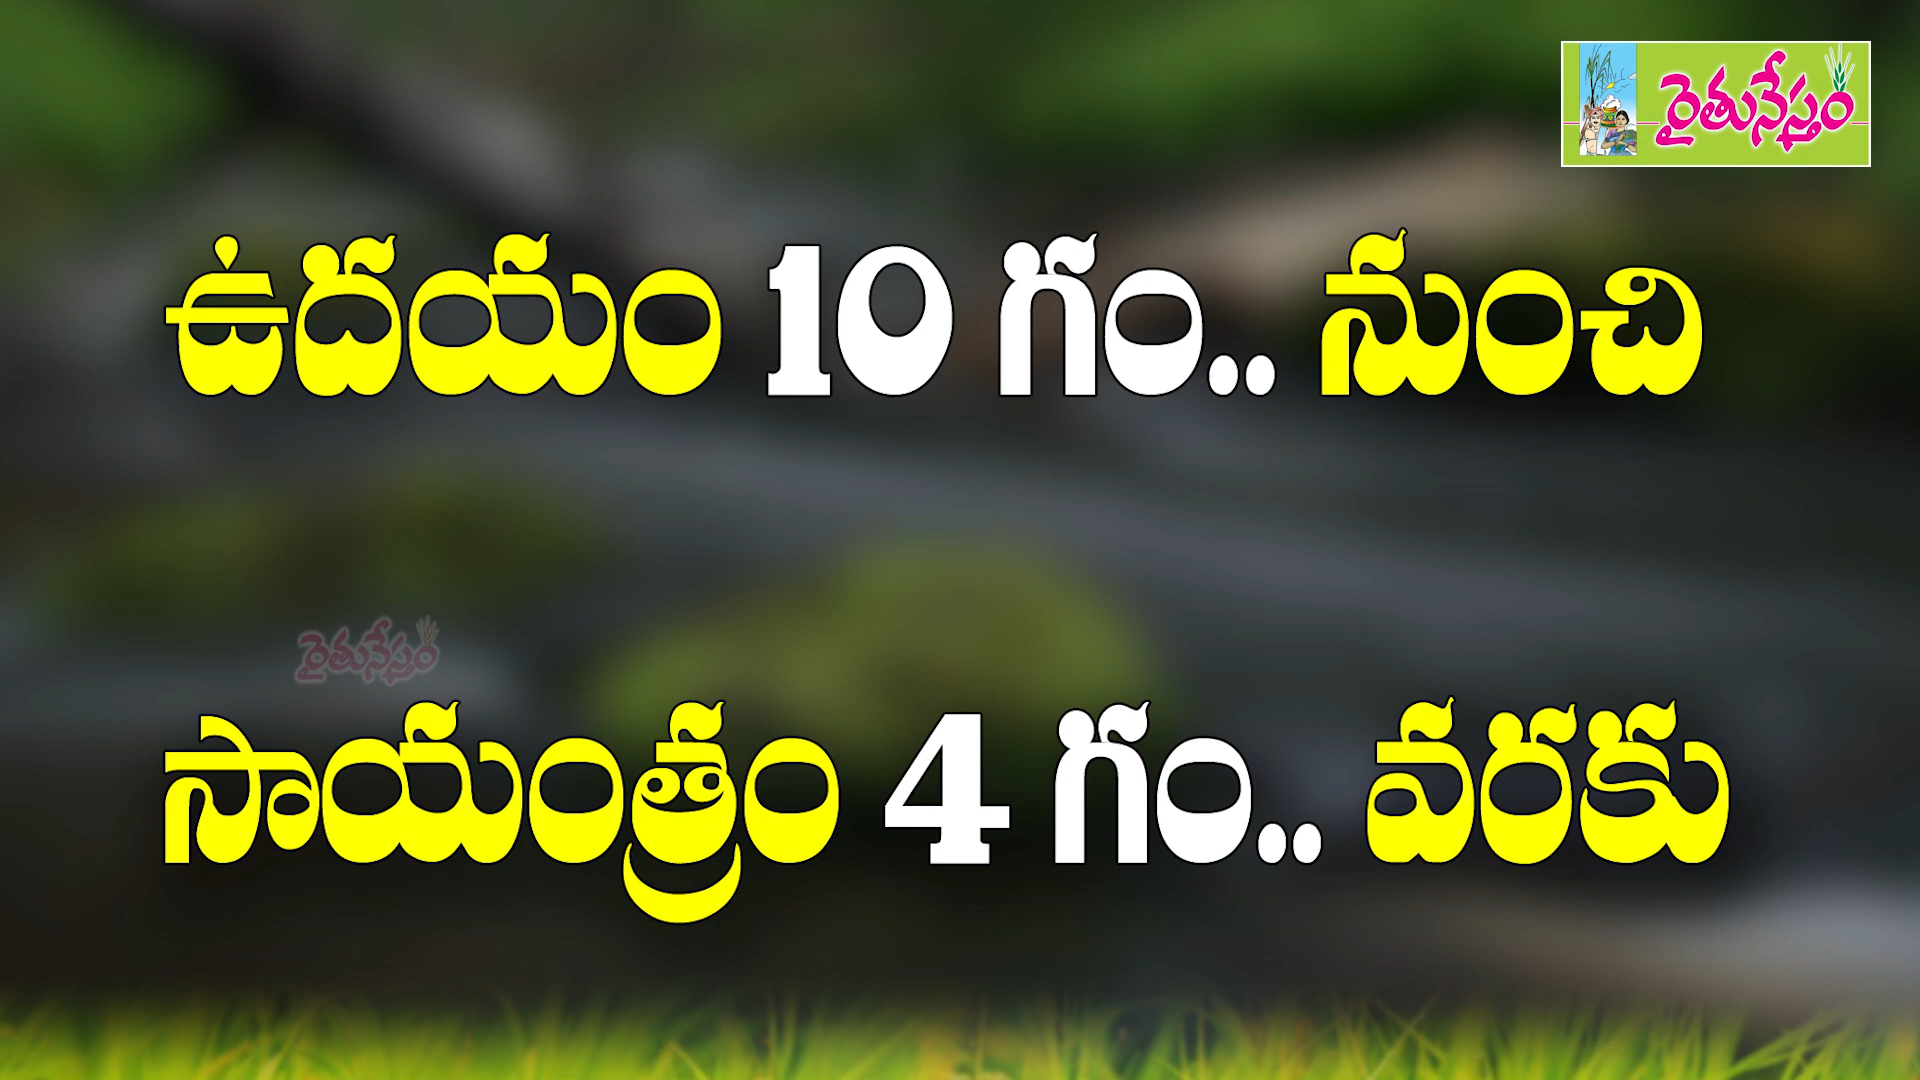 రైతునేస్తం
ఉదయం 10 గం.. నుంచి
రైతునేస్తం
సాయంత్రం 4 గం.. వరకు